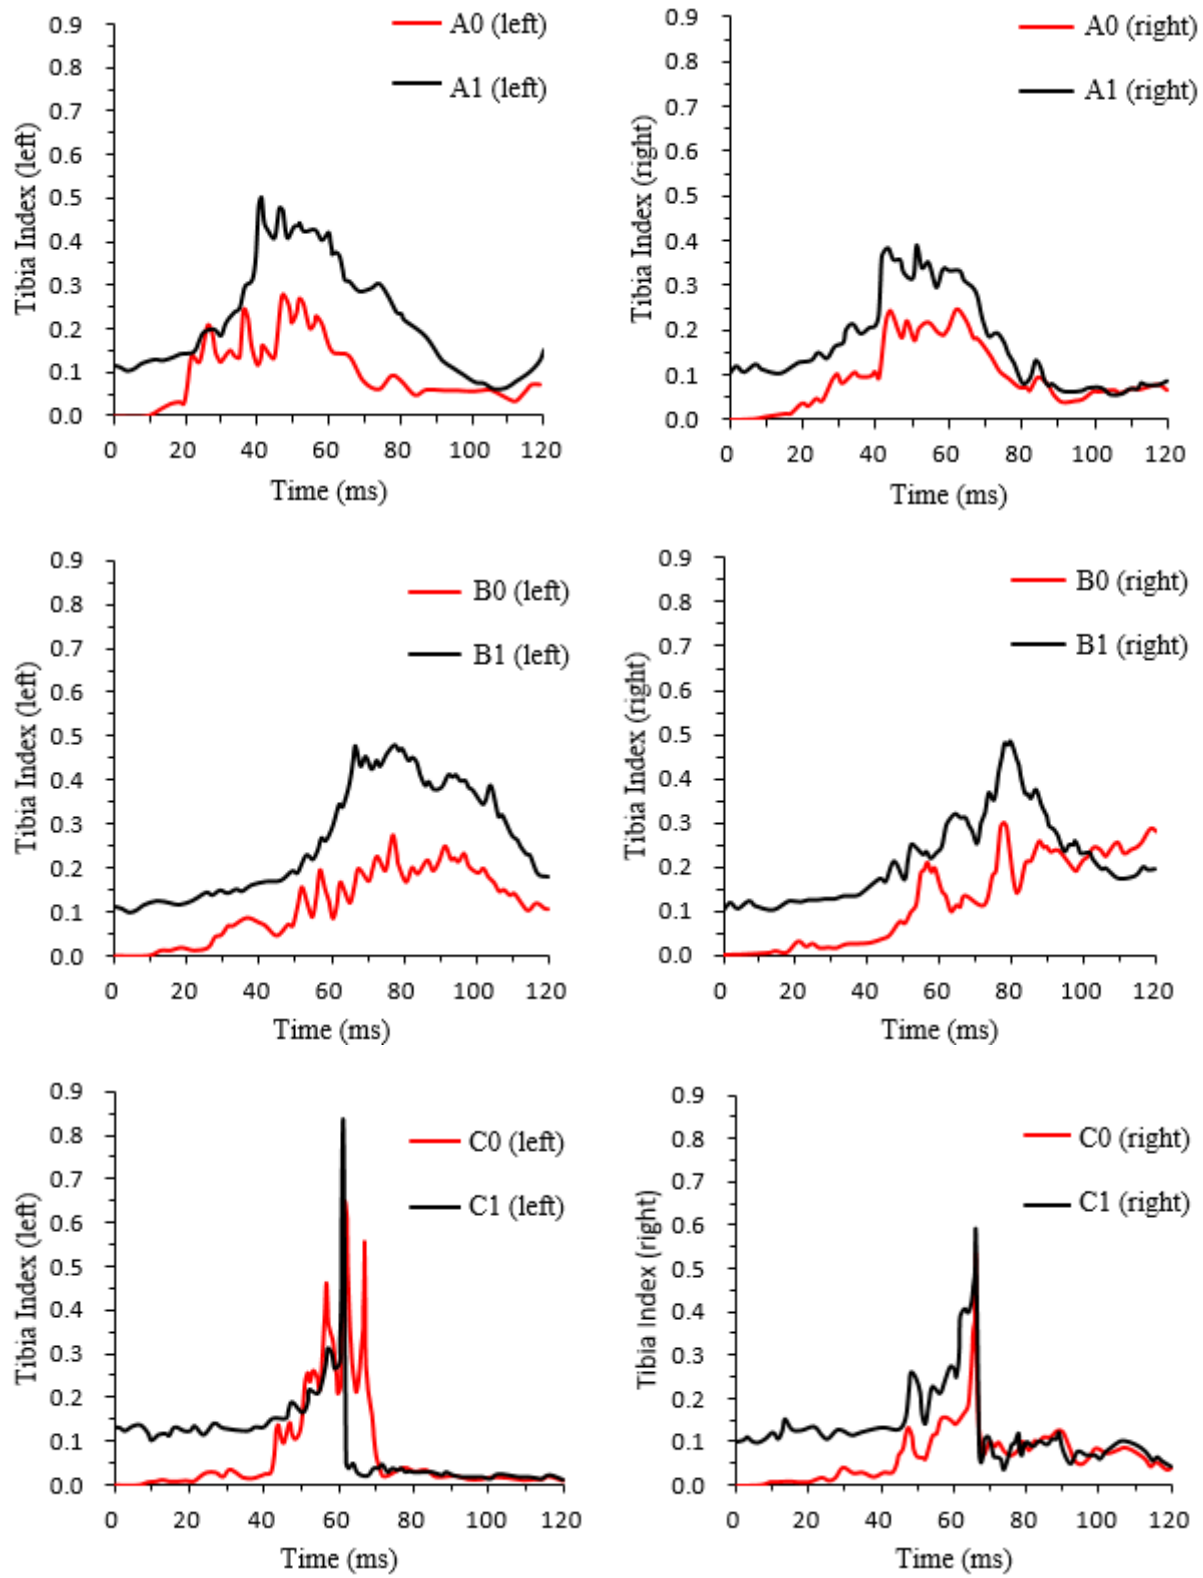 A0 (left)
A1 (left)
Tibia Index (left)
0.9
0.8
0.7
0.6
0.5
0.4
0.3
0.2
0.1
0.0
0 20 40 60 80 100 120
Time (ms)
A0 (right)
A1 (right)
Tibia Index (right)
0.9
0.8
0.7
0.6
0.5
0.4
0.3
0.2
0.1
0.0
0 20 40 60 80 100 120
Time (ms)
B0 (left)
B1 (left)
Tibia Index (left)
0.9
0.8
0.7
0.6
0.5
0.4
0.3
0.2
0.1
0.0
0 20 40 60 80 100 120
Time (ms)
B0 (right)
B1 (right)
Tibia Index (right)
0.9
0.8
0.7
0.6
0.5
0.4
0.3
0.2
0.1
0.0
0 20 40 60 80 100 120
Time (ms)
C0 (left)
C1 (left)
Tibia Index (left)
0.9
0.8
0.7
0.6
0.5
0.4
0.3
0.2
0.1
0.0
0 20 40 60 80 100 120
Time (ms)
C0 (right)
C1 (right)
Tibia Index (right)
0.9
0.8
0.7
0.6
0.5
0.4
0.3
0.2
0.1
0.0
0 20 40 60 80 100 120
Time (ms)